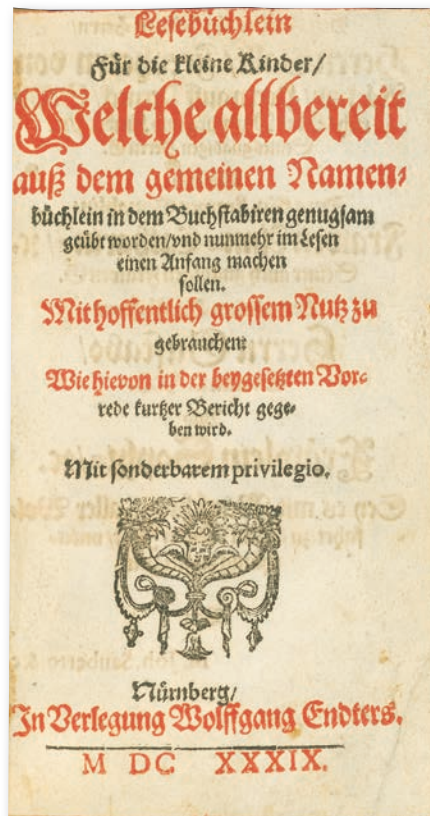 Lesebüchlein
Für die kleine Kinder/
Welche allbereit
auß dem gemeinen Namen-
büchlein in dem Buchstabiren genugsam
geübt worden/vnd nunmehr im Lesen
einen Anfang machen
sollen.
Mit hoffentlich grossem Nutz zu
gebrauchen:
Wie hievon in der beygesetzten Vor-
rede kurtzer Bericht gege-
ben wird.
Mit sonderbarem privilegio.
Nürnberg/
In Verlegung Wolffgang Endters.
M DC XXXIX.